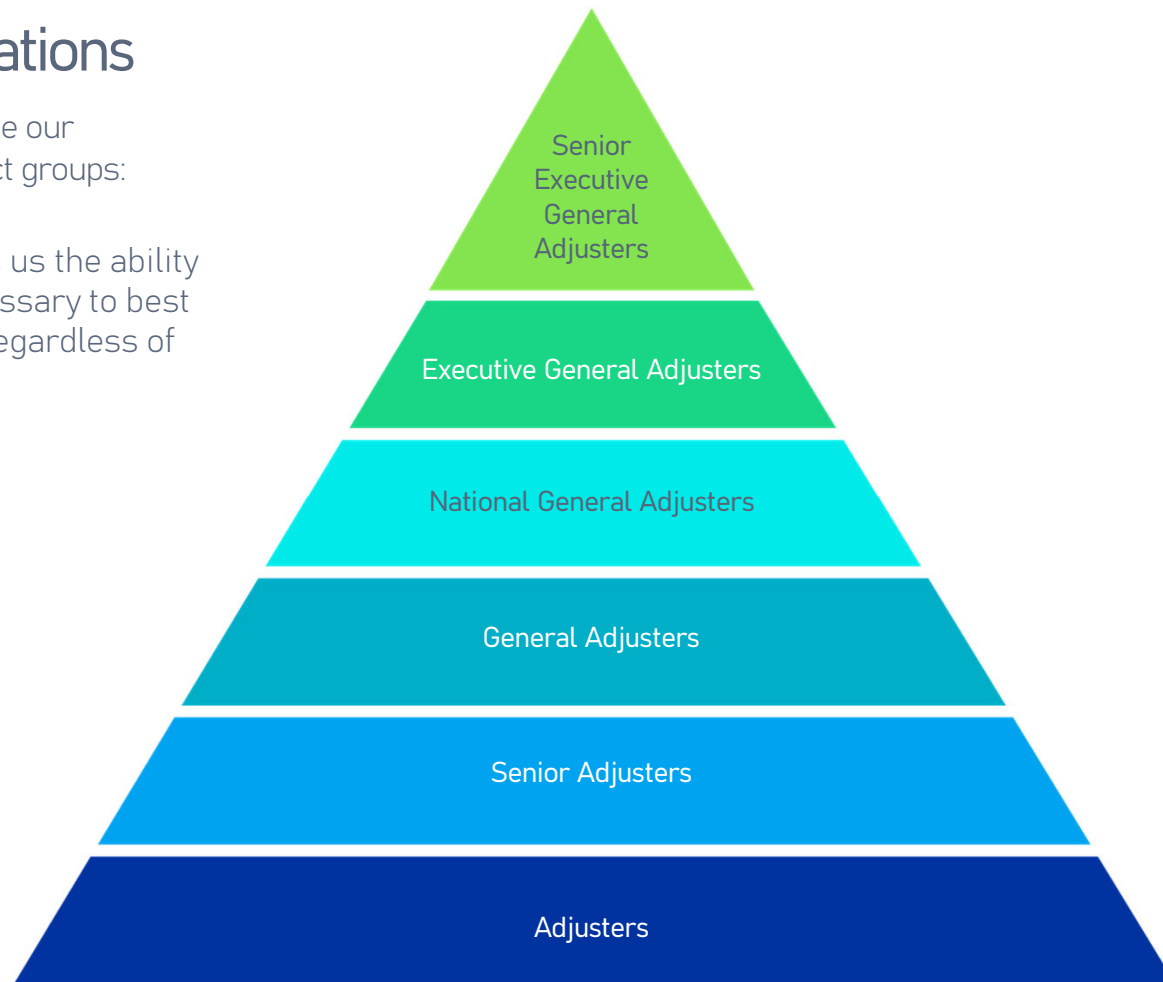 ations
e our
ct groups:
us the ability
ssary to best
egardless of
Senior
Executive
General
Adjusters
Executive General Adjusters
National General Adjusters
General Adjusters
Senior Adjusters
Adjusters